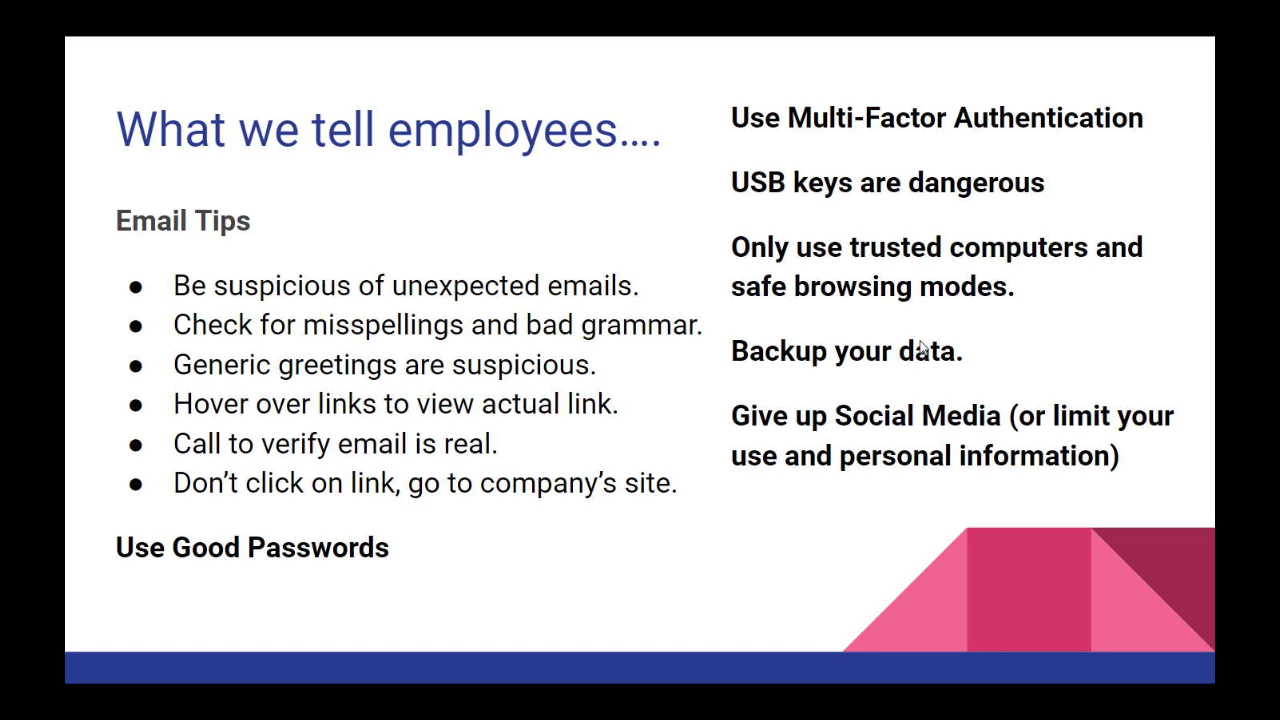 What we tell employees....
Email Tips
● Be suspicious of unexpected emails.
● Check for misspellings and bad grammar.
● Generic greetings are suspicious.
● Hover over links to view actual link.
● Call to verify email is real.
● Don’t click on link, go to company’s site.
Use Good Passwords
Use Multi-Factor Authentication
USB keys are dangerous
Only use trusted computers and
safe browsing modes.
Backup your data.
Give up Social Media (or limit your
use and personal information)